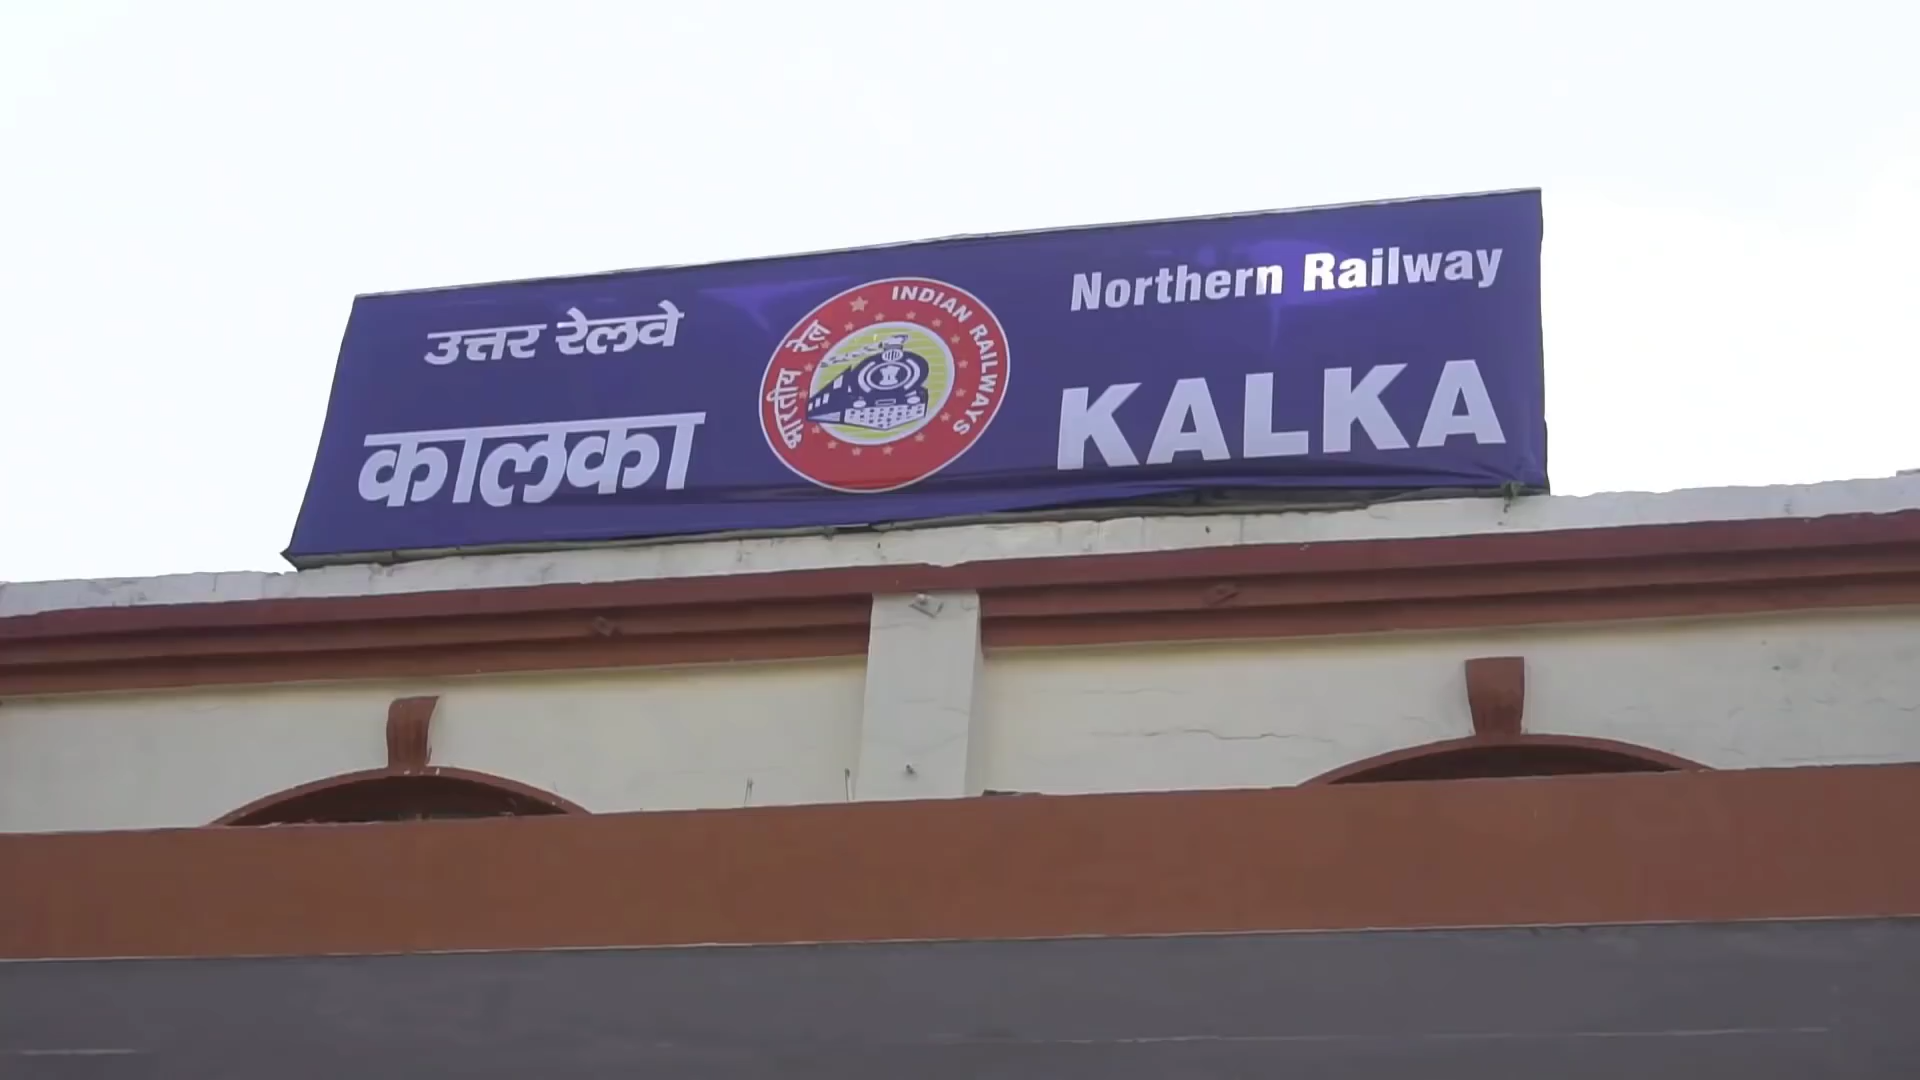 उत्तर रेलवे
कालका
भारतीय रेल
INDIAN RAILWAYS
Northern Railway
KALKA